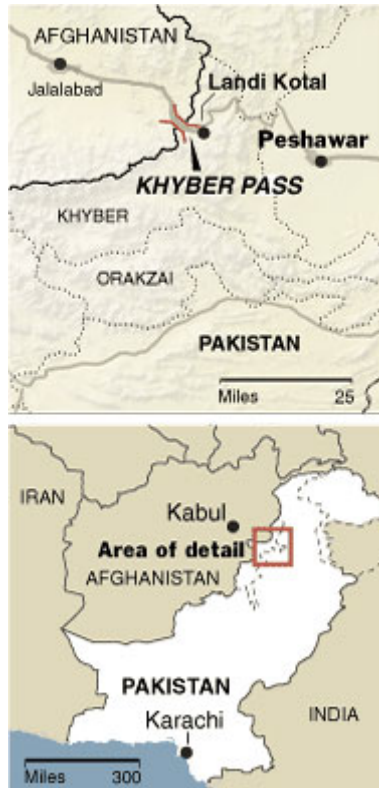 AFGHANISTAN
Jalalabad
Landi Kotal
Peshawar
KHYBER PASS
KHYBER
ORAKZAI
PAKISTAN
Miles 25
IRAN
Kabul
Area of detail
AFGHANISTAN
PAKISTAN
Karachi
INDIA
Miles 300